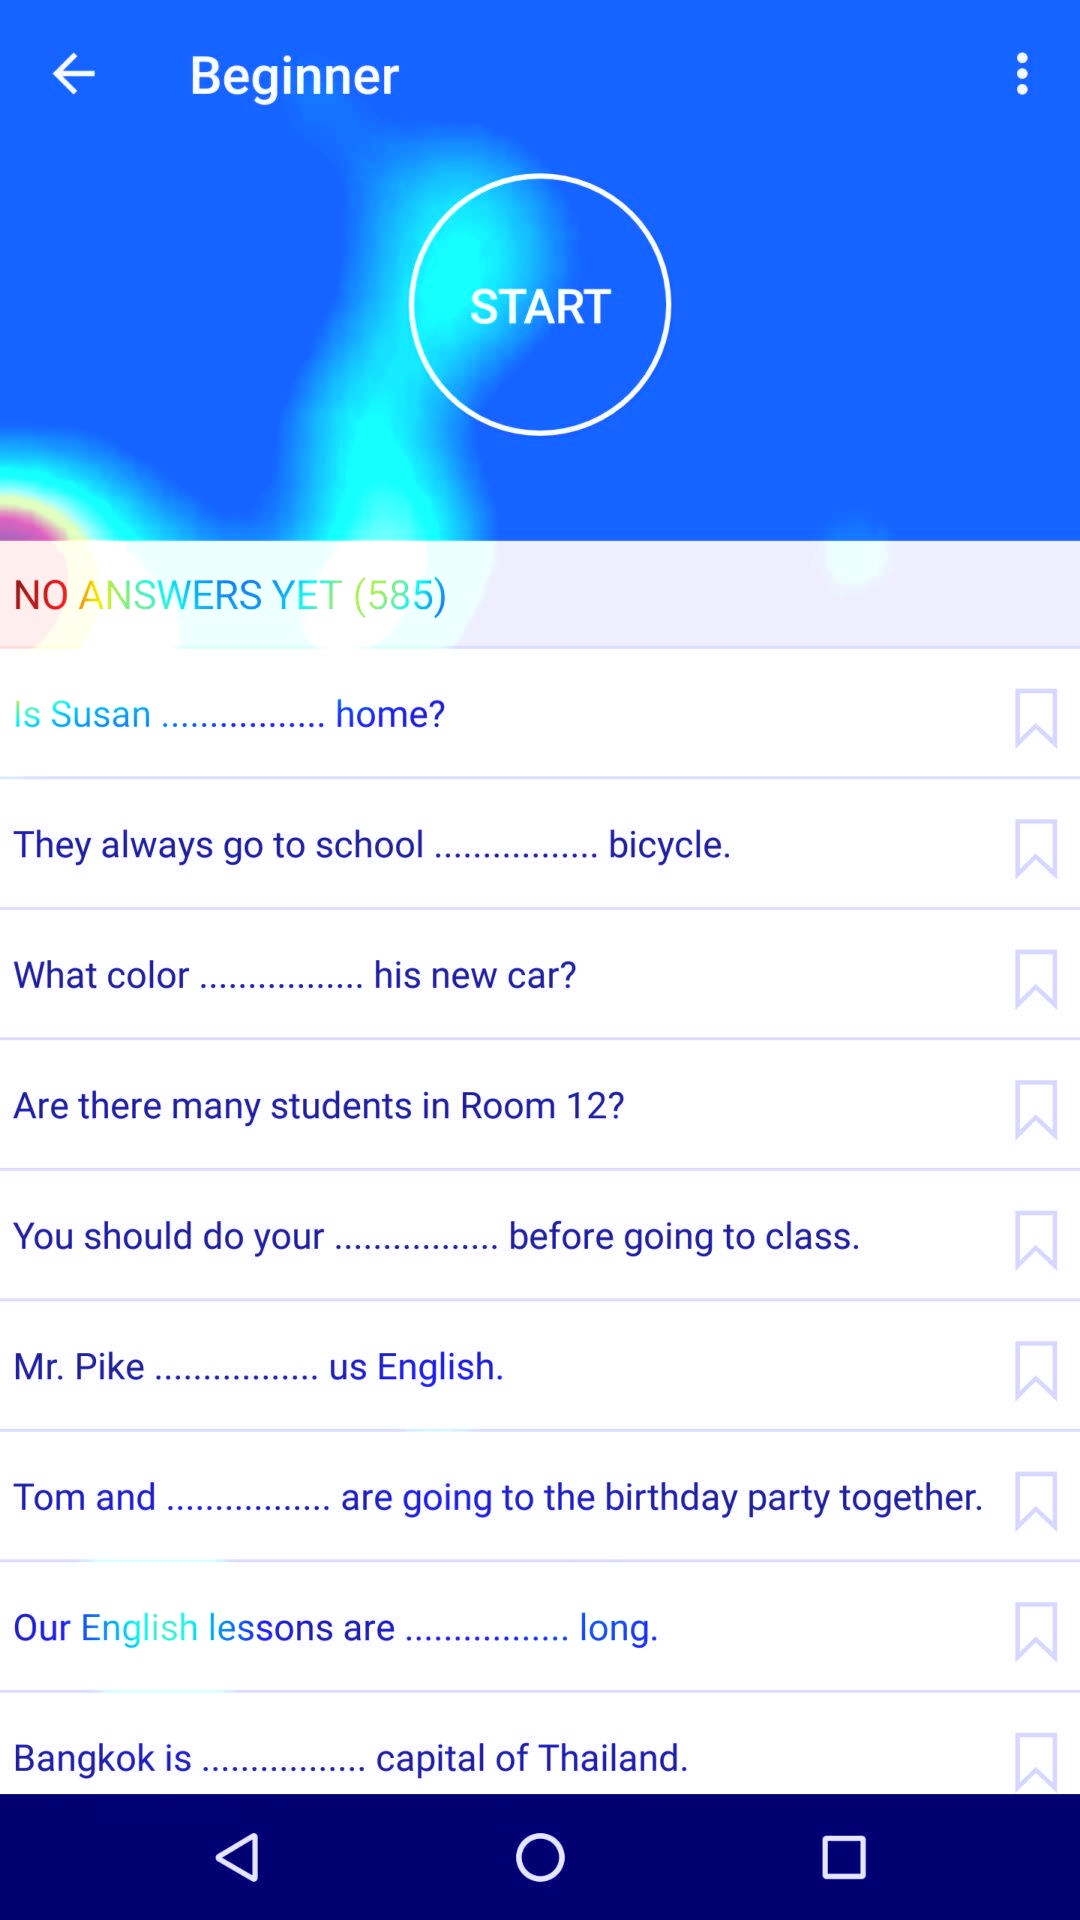 Beginner
START
NO ANSWERS YET (585)
Is Susan ................. home?
They always go to school ................. bicycle.
What color ................. his new car?
Are there many students in Room 12?
You should do your ................. before going to class.
Mr. Pike ................. us English.
Tom and ................. are going to the birthday party together.
Our English lessons are ................. long.
Bangkok is ................. capital of Thailand.